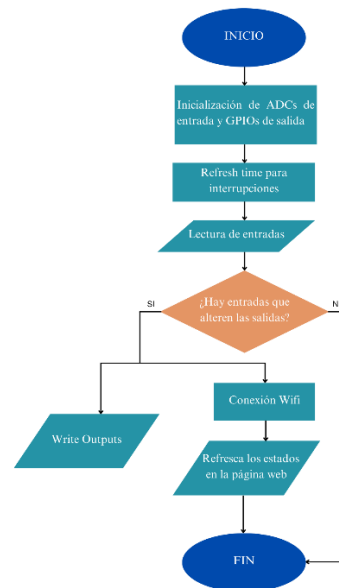 INICIO
Inicialización de ADCs de
entrada y GPIOs de salida
Refresh time para
interrupciones
Lectura de entradas
¿Hay entradas que
alteren las salidas?
SI
N
Conexión Wifi
Write Outputs
Refresca los estados
en la página web
FIN